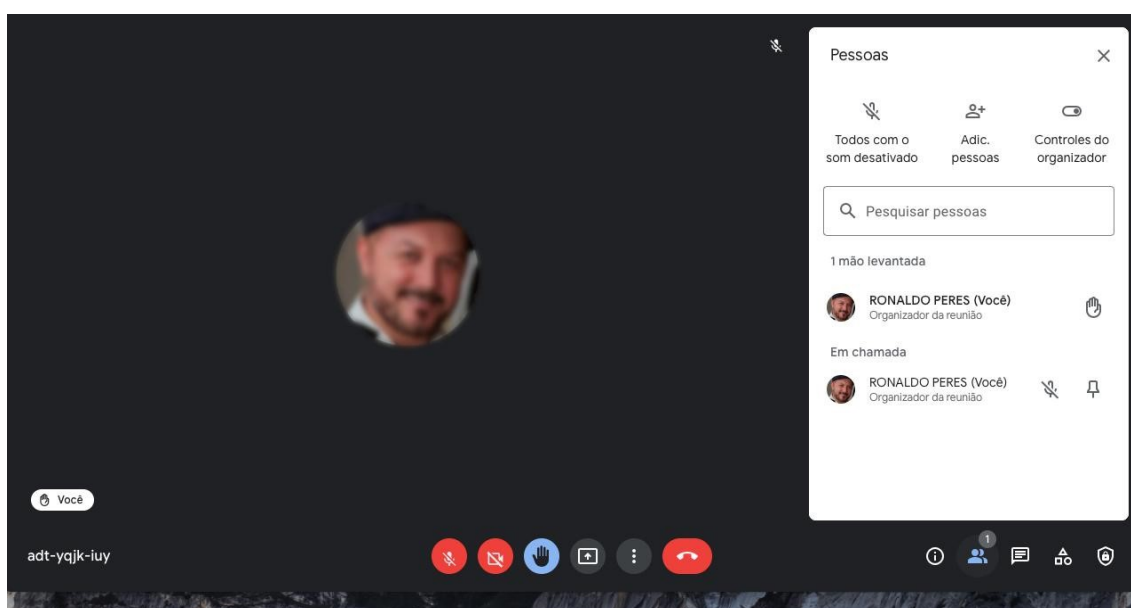 Pessoas
Todos com o
som desativado
Adic.
pessoas
Controles do
organizador
Pesquisar pessoas
1 mão levantada
RONALDO PERES (Você)
Organizador da reunião
Em chamada
RONALDO PERES (Você)
Organizador da reunião
Você
adt-yqjk-iuy
1